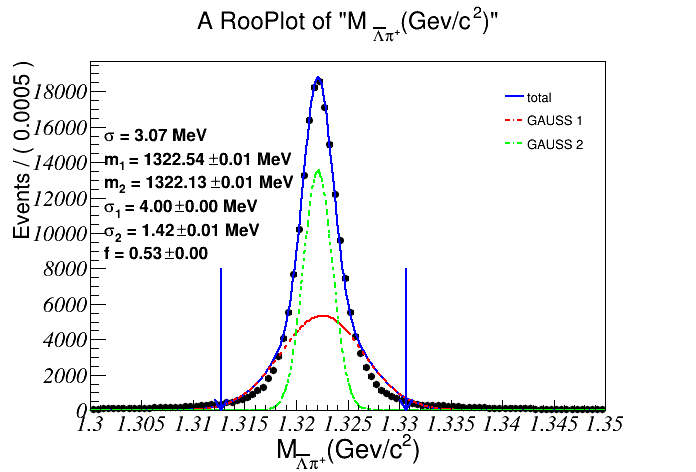 A RooPlot of "M Λ̅π⁺(Gev/c²)"
Events / ( 0.0005 )
18000
16000
14000
12000
10000
8000
6000
4000
2000
0
σ = 3.07 MeV
m₁ = 1322.54 ±0.01 MeV
m₂ = 1322.13 ±0.01 MeV
σ₁ = 4.00±0.00 MeV
σ₂ = 1.42±0.01 MeV
f = 0.53±0.00
total
GAUSS 1
GAUSS 2
1.3 1.305 1.31 1.315 1.32 1.325 1.33 1.335 1.34 1.345 1.35
M Λ̅π⁺(Gev/c²)